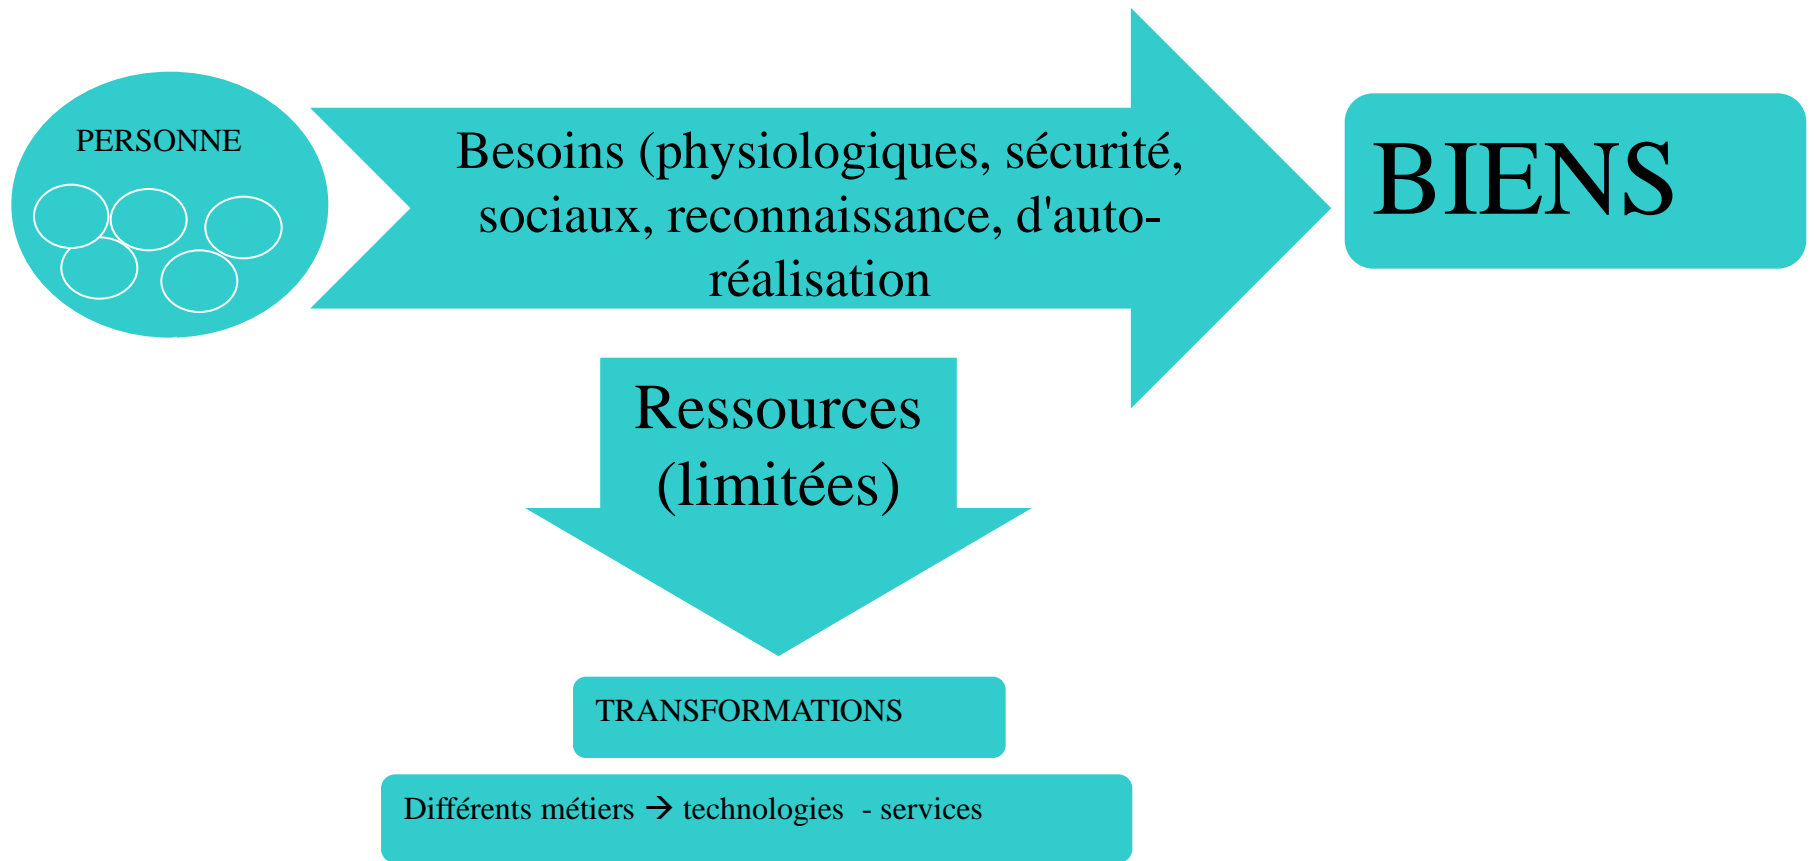 PERSONNE
Besoins (physiologiques, sécurité,
sociaux, reconnaissance, d'auto-
réalisation
BIENS
Ressources
(limitées)
TRANSFORMATIONS
Différents métiers → technologies - services